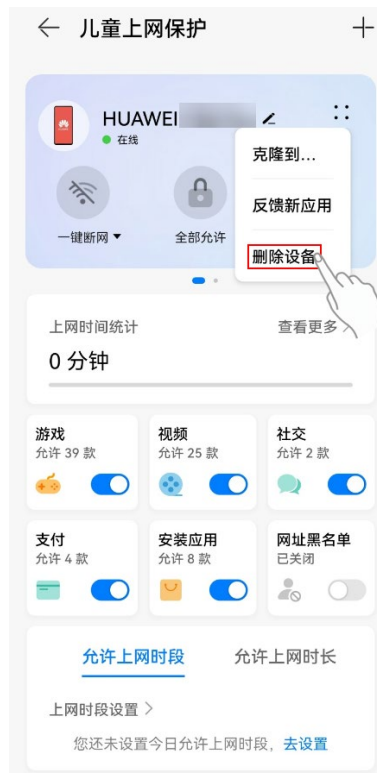 儿童上网保护
HUAWEI
在线
克隆到...
反馈新应用
删除设备
一键断网
全部允许
上网时间统计
查看更多
0 分钟
游戏
允许 39 款
视频
允许 25 款
社交
允许 2 款
支付
允许 4 款
安装应用
允许 8 款
网址黑名单
已关闭
允许上网时段
允许上网时长
上网时段设置
您还未设置今日允许上网时段，去设置